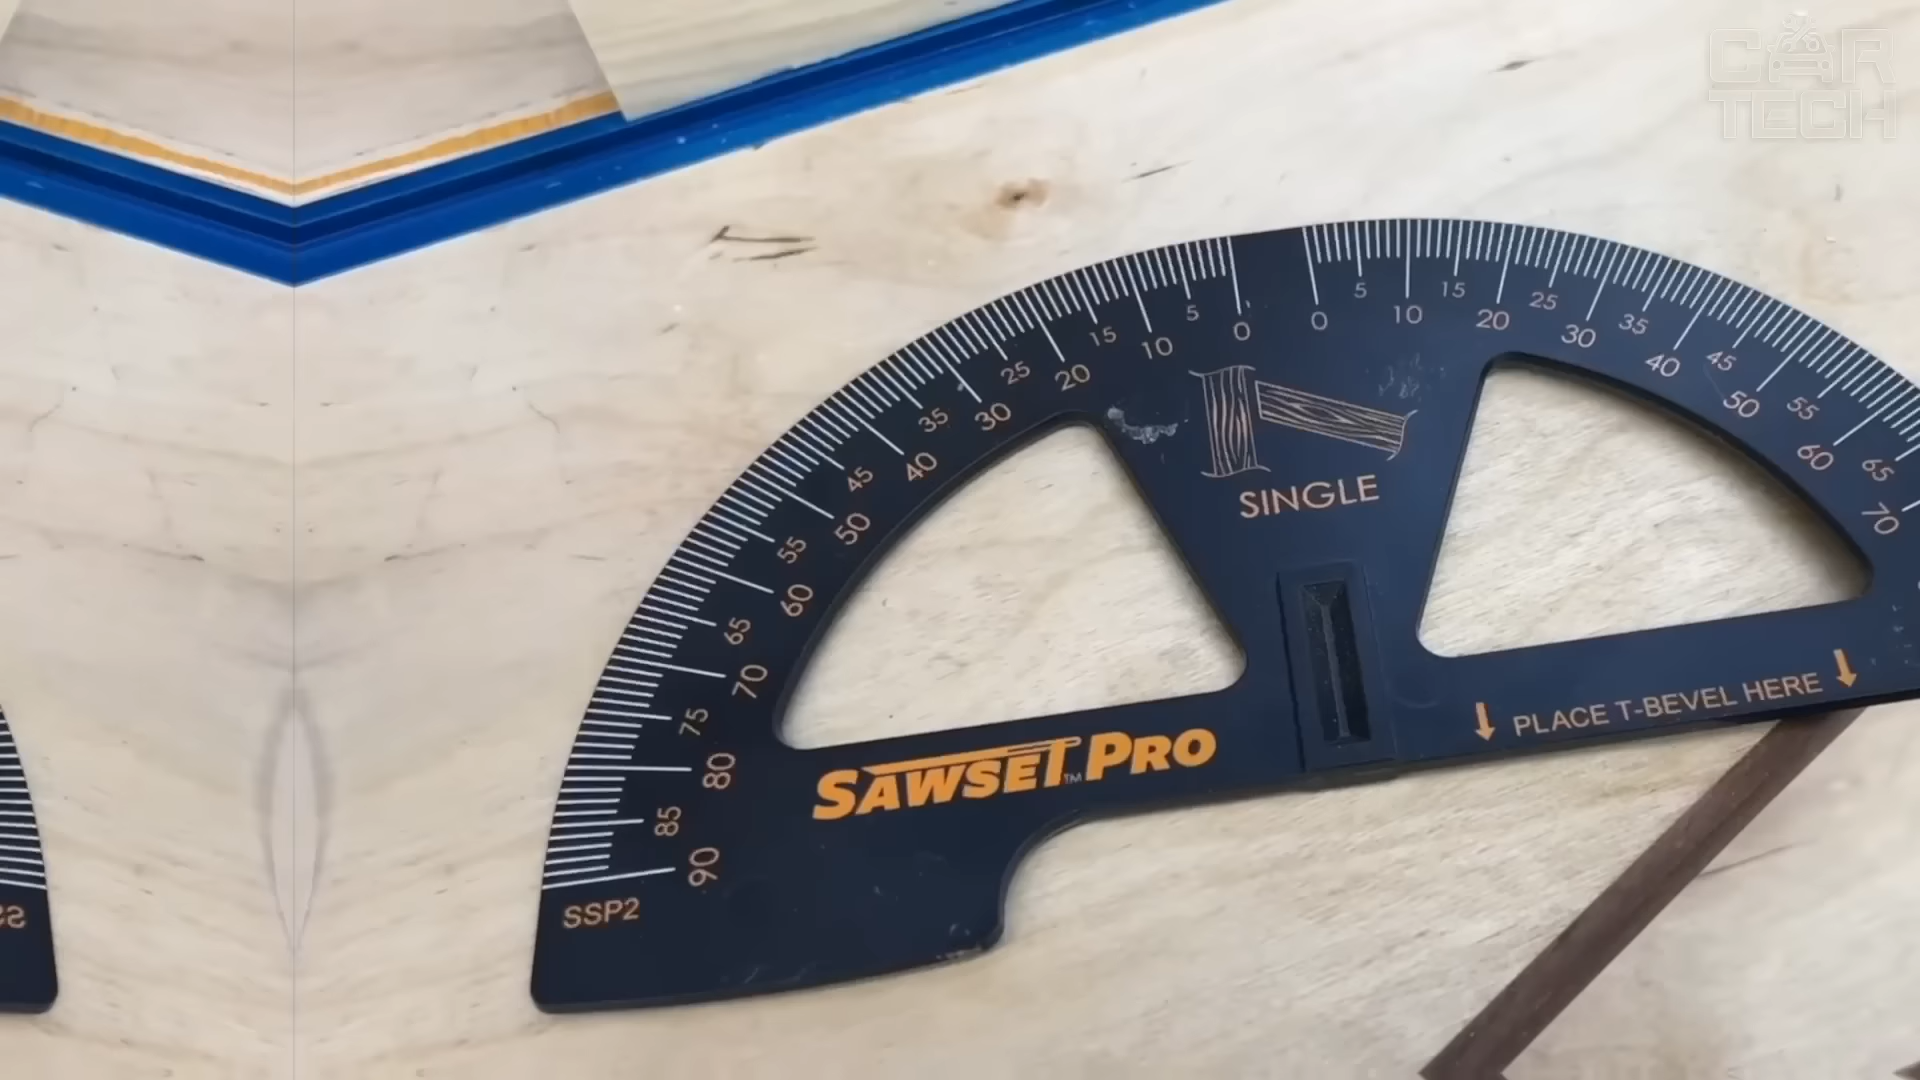 CAR
TECH
0 5 10 15 20 25 30 35 40 45 50 55 60 65 70
0 5 10 15 20 25 30 35 40 45 50 55 60 65 70 75 80 85 90
SINGLE
SAWSET™ PRO
PLACE T-BEVEL HERE
SSP2